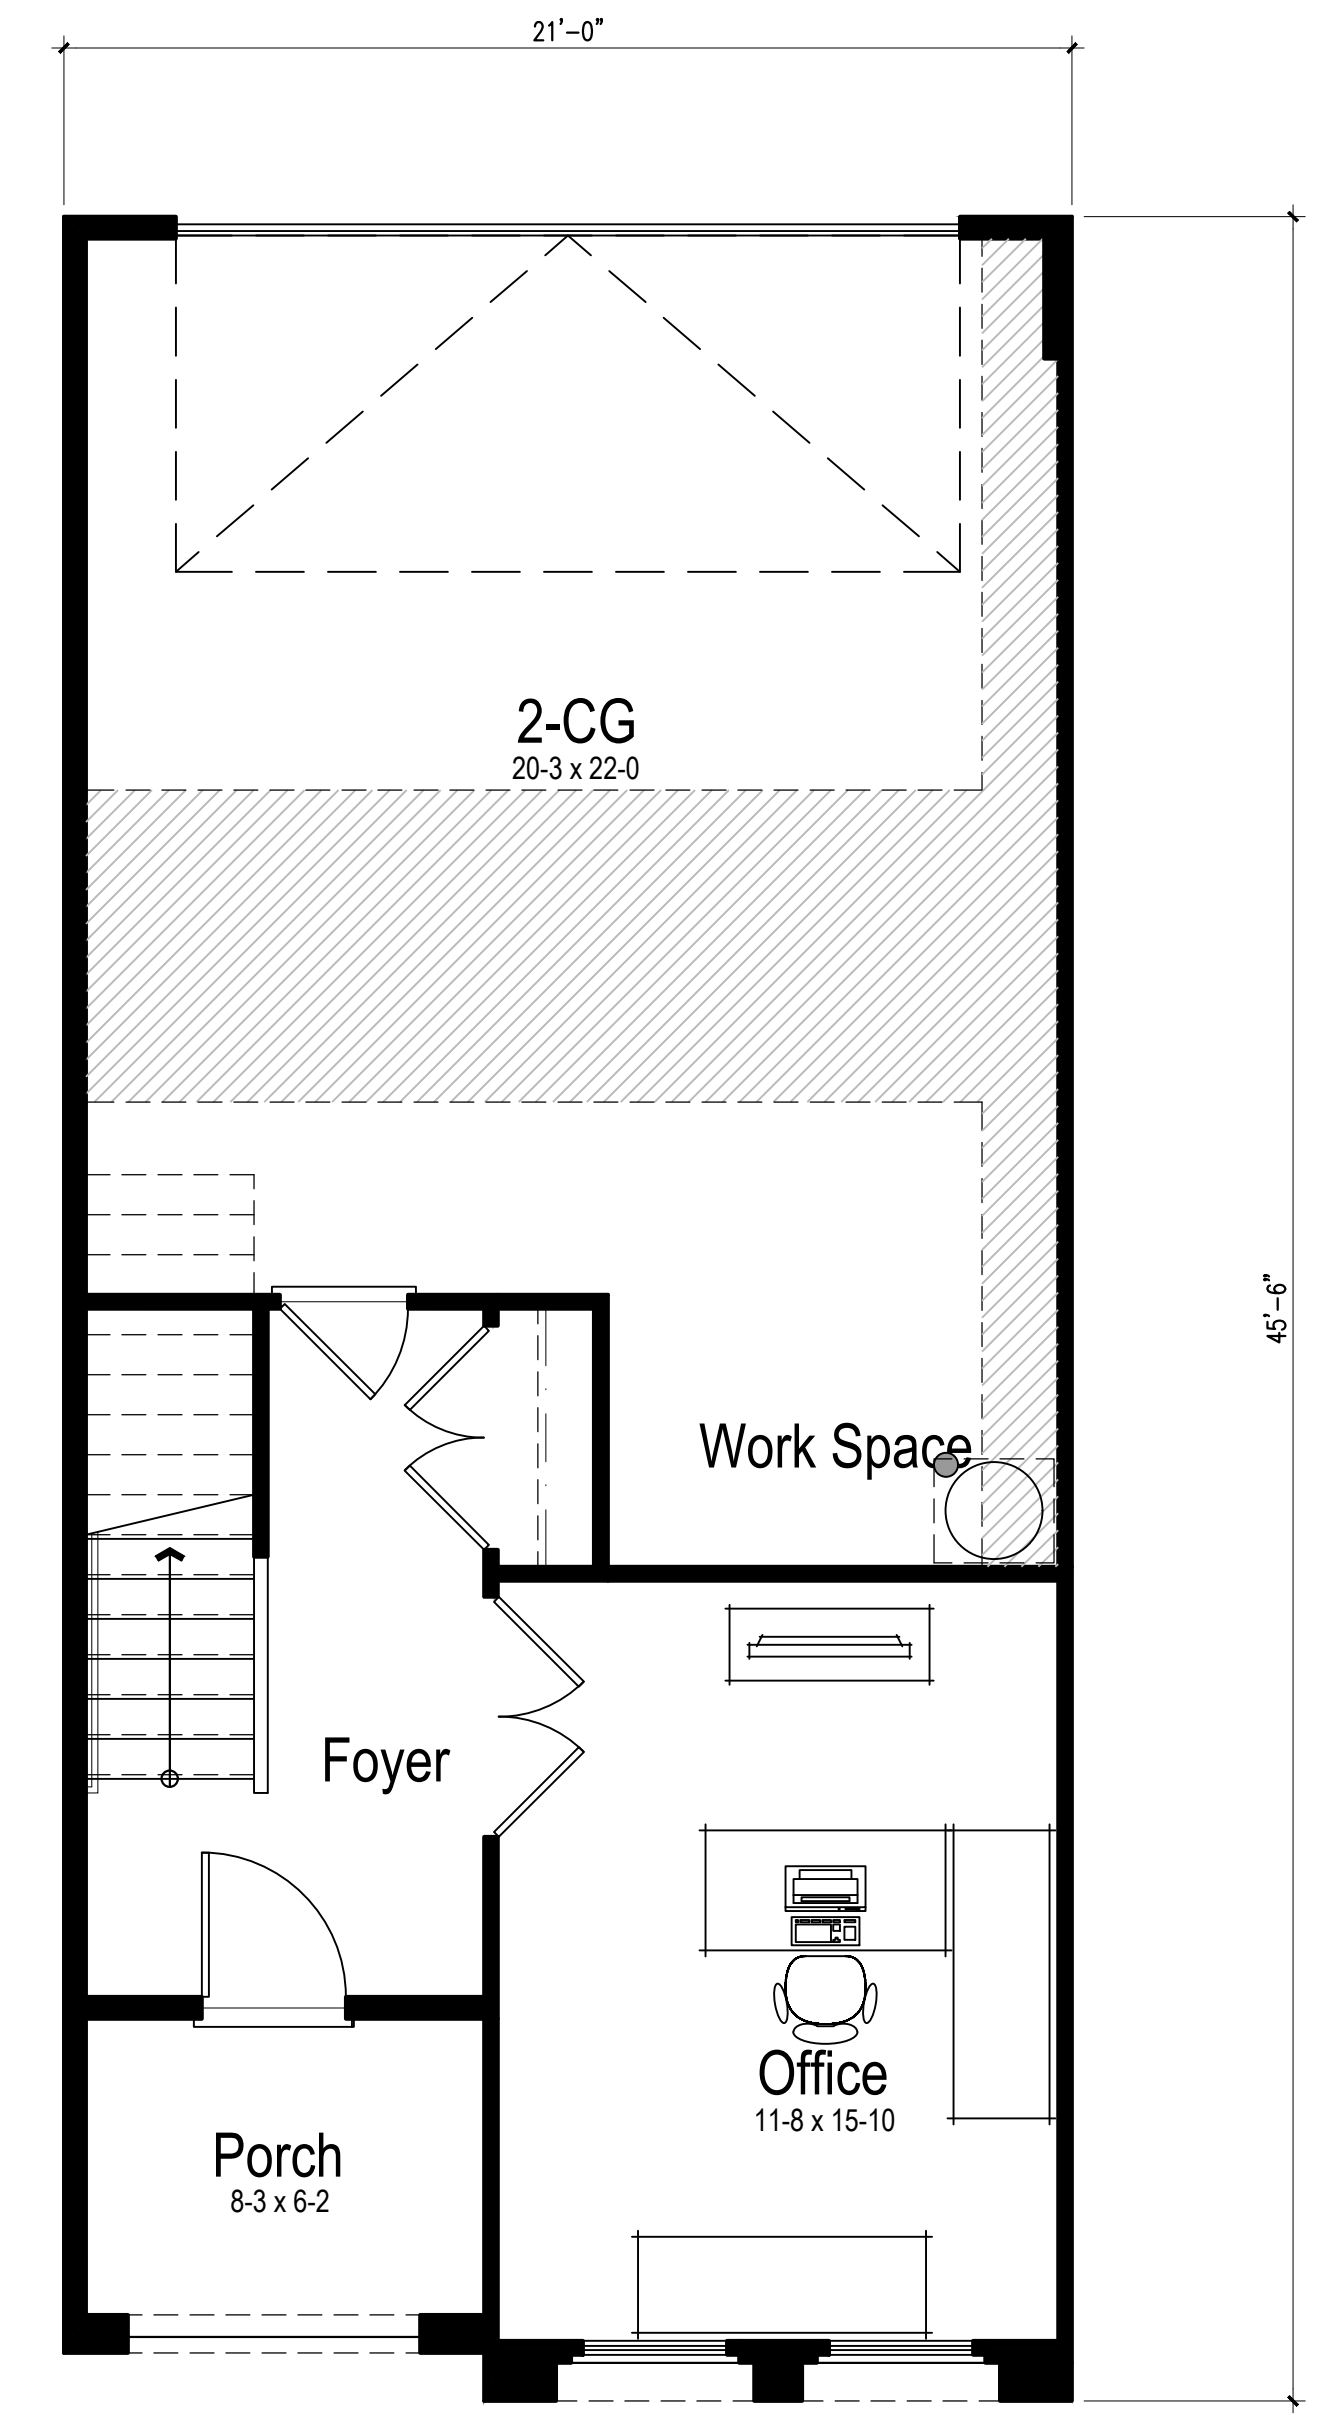 21'-0"
2-CG
20-3 x 22-0
45'-6"
Work Space
Foyer
Office
11-8 x 15-10
Porch
8-3 x 6-2